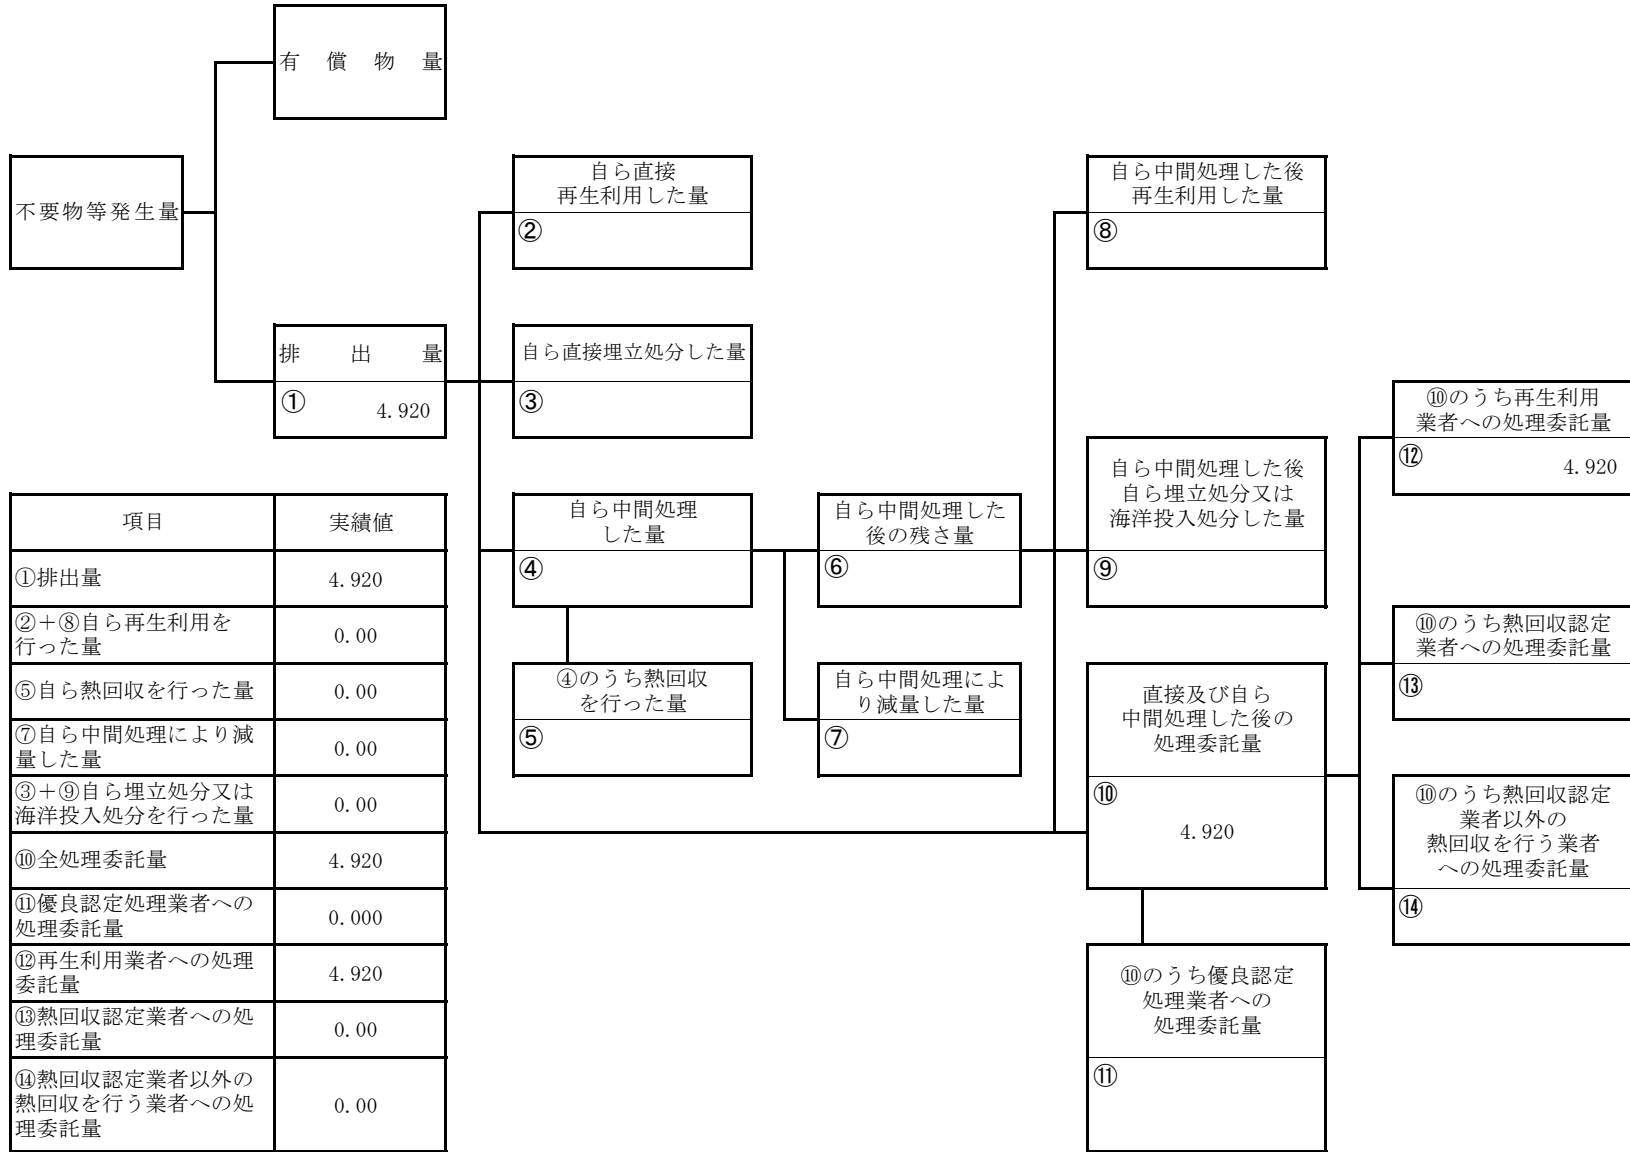 有償物量
不要物等発生量
排出量
①
4.920
自ら直接
再生利用した量
②
自ら直接埋立処分した量
③
自ら中間処理
した量
④
④のうち熱回収
を行った量
⑤
自ら中間処理した
後の残さ量
⑥
自ら中間処理によ
り減量した量
⑦
自ら中間処理した後
再生利用した量
⑧
自ら中間処理した後
自ら埋立処分又は
海洋投入処分した量
⑨
直接及び自ら
中間処理した後の
処理委託量
⑩
4.920
⑩のうち優良認定
処理業者への
処理委託量
⑪
⑩のうち再生利用
業者への処理委託量
⑫
4.920
⑩のうち熱回収認定
業者への処理委託量
⑬
⑩のうち熱回収認定
業者以外の
熱回収を行う業者
への処理委託量
⑭
項目 実績値
①排出量 4.920
②＋⑧自ら再生利用を
行った量 0.00
⑤自ら熱回収を行った量 0.00
⑦自ら中間処理により減
量した量 0.00
③＋⑨自ら埋立処分又は
海洋投入処分を行った量 0.00
⑩全処理委託量 4.920
⑪優良認定処理業者への
処理委託量 0.000
⑫再生利用業者への処理
委託量 4.920
⑬熱回収認定業者への処
理委託量 0.00
⑭熱回収認定業者以外の
熱回収を行う業者への処
理委託量 0.00